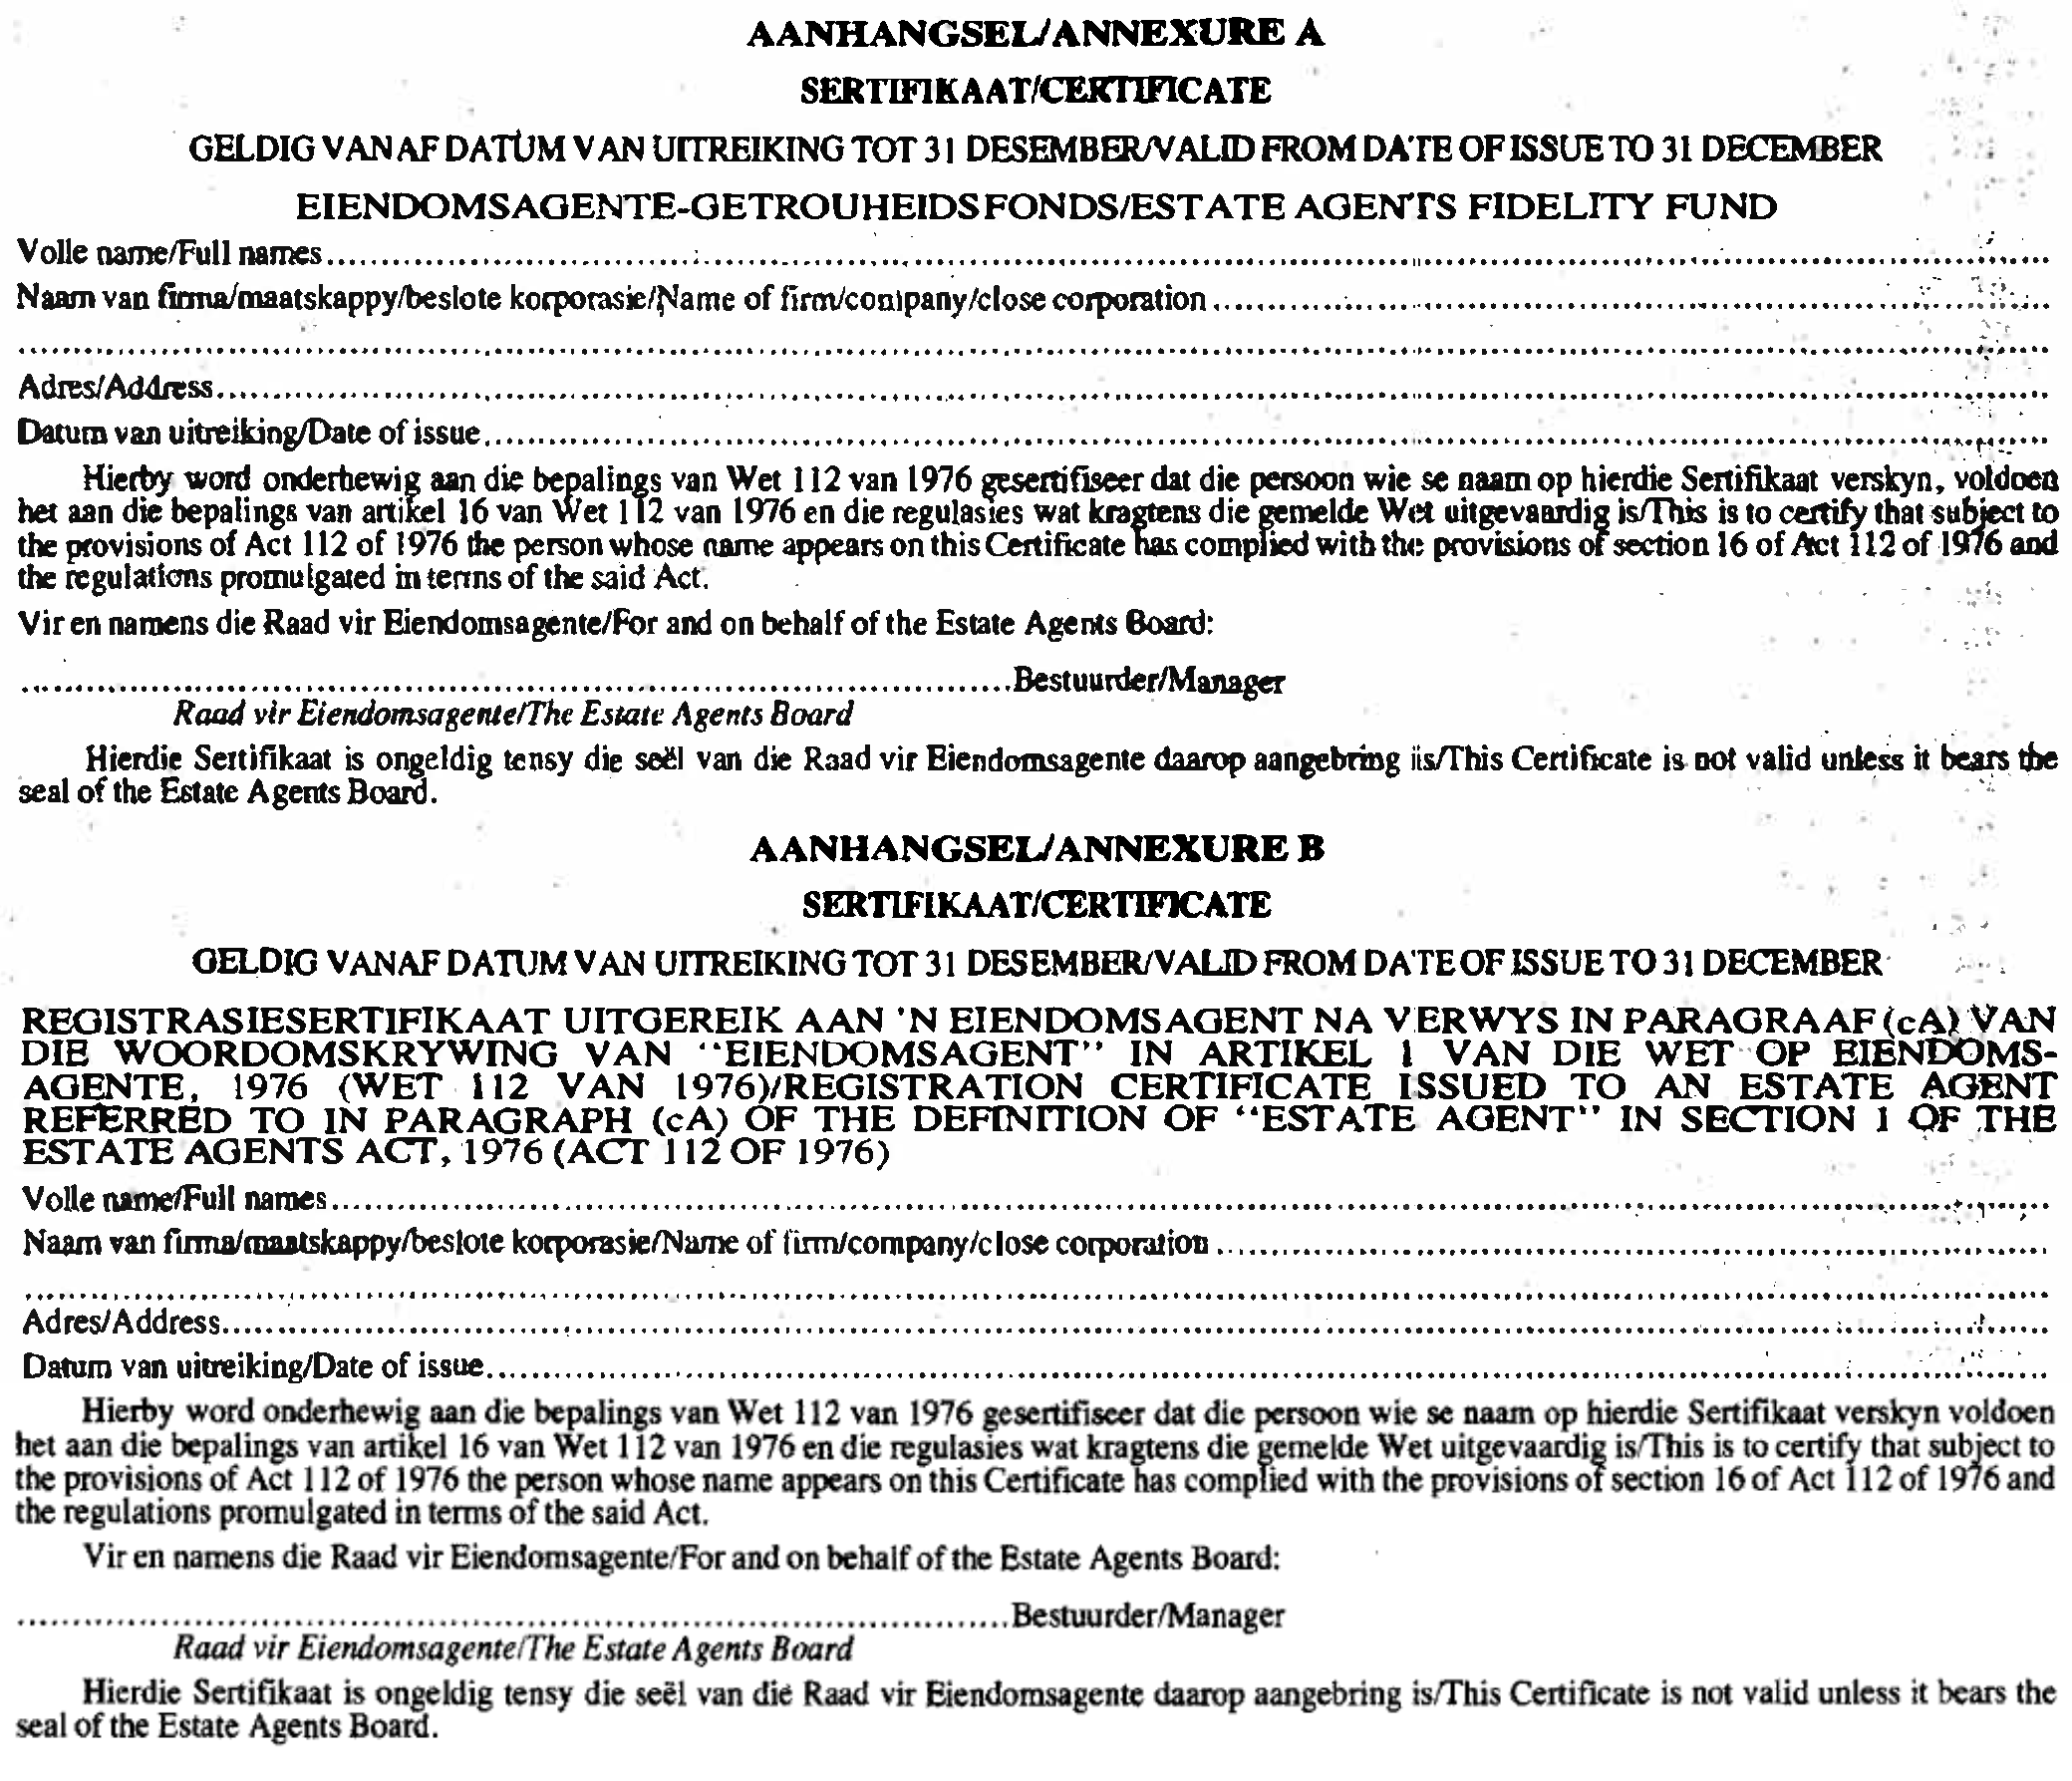 AANHANGSEL/ANNEXURE A
SERTIFIKAAT/CERTIFICATE
GELDIG VANAF DATUM VAN UITREIKING TOT 31 DESEMBER/VALID FROM DATE OF ISSUE TO 31 DECEMBER
EIENDOMSAGENTE-GETROUHEIDSFONDS/ESTATE AGENTS FIDELITY FUND
Volle name/Full names..........
Naam van firma/maatskappy/beslote korporasie/Name of firm/company/close corporation..........
..........
Adres/Address..........
Datum van uitreiking/Date of issue..........
Hierby word onderhewig aan die bepalings van Wet 112 van 1976 gesertifiseer dat die persoon wie se naam op hierdie Sertifikaat verskyn, voldoen
het aan die bepalings van artikel 16 van Wet 112 van 1976 en die regulasies wat kragtens die gemelde Wet uitgevaardig is/This is to certify that subject to
the provisions of Act 112 of 1976 the person whose name appears on this Certificate has complied with the provisions of section 16 of Act 112 of 1976 and
the regulations promulgated in terms of the said Act.
Vir en namens die Raad vir Eiendomsagente/For and on behalf of the Estate Agents Board:
..........Bestuurder/Manager
Raad vir Eiendomsagente/The Estate Agents Board
Hierdie Sertifikaat is ongeldig tensy die seël van die Raad vir Eiendomsagente daarop aangebring is/This Certificate is not valid unless it bears the
seal of the Estate Agents Board.
AANHANGSEL/ANNEXURE B
SERTIFIKAAT/CERTIFICATE
GELDIG VANAF DATUM VAN UITREIKING TOT 31 DESEMBER/VALID FROM DATE OF ISSUE TO 31 DECEMBER
REGISTRASIESERTIFIKAAT UITGEREIK AAN 'N EIENDOMSAGENT NA VERWYS IN PARAGRAAF (cA) VAN
DIE WOORDOMSKRYWING VAN "EIENDOMSAGENT" IN ARTIKEL 1 VAN DIE WET OP EIENDOMS-
AGENTE, 1976 (WET 112 VAN 1976)/REGISTRATION CERTIFICATE ISSUED TO AN ESTATE AGENT
REFERRED TO IN PARAGRAPH (cA) OF THE DEFINITION OF "ESTATE AGENT" IN SECTION 1 OF THE
ESTATE AGENTS ACT, 1976 (ACT 112 OF 1976)
Volle name/Full names..........
Naam van firma/maatskappy/beslote korporasie/Name of firm/company/close corporation..........
..........
Adres/Address..........
Datum van uitreiking/Date of issue..........
Hierby word onderhewig aan die bepalings van Wet 112 van 1976 gesertifiseer dat die persoon wie se naam op hierdie Sertifikaat verskyn voldoen
het aan die bepalings van artikel 16 van Wet 112 van 1976 en die regulasies wat kragtens die gemelde Wet uitgevaardig is/This is to certify that subject to
the provisions of Act 112 of 1976 the person whose name appears on this Certificate has complied with the provisions of section 16 of Act 112 of 1976 and
the regulations promulgated in terms of the said Act.
Vir en namens die Raad vir Eiendomsagente/For and on behalf of the Estate Agents Board:
..........Bestuurder/Manager
Raad vir Eiendomsagente/The Estate Agents Board
Hierdie Sertifikaat is ongeldig tensy die seël van die Raad vir Eiendomsagente daarop aangebring is/This Certificate is not valid unless it bears the
seal of the Estate Agents Board.